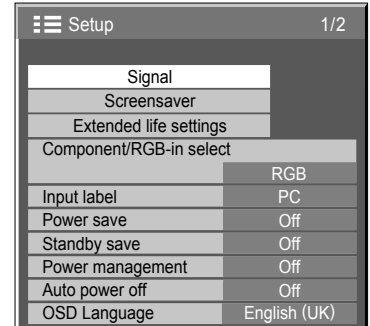 Setup 1/2
Signal
Screensaver
Extended life settings
Component/RGB-in select
RGB
Input label PC
Power save Off
Standby save Off
Power management Off
Auto power off Off
OSD Language English (UK)